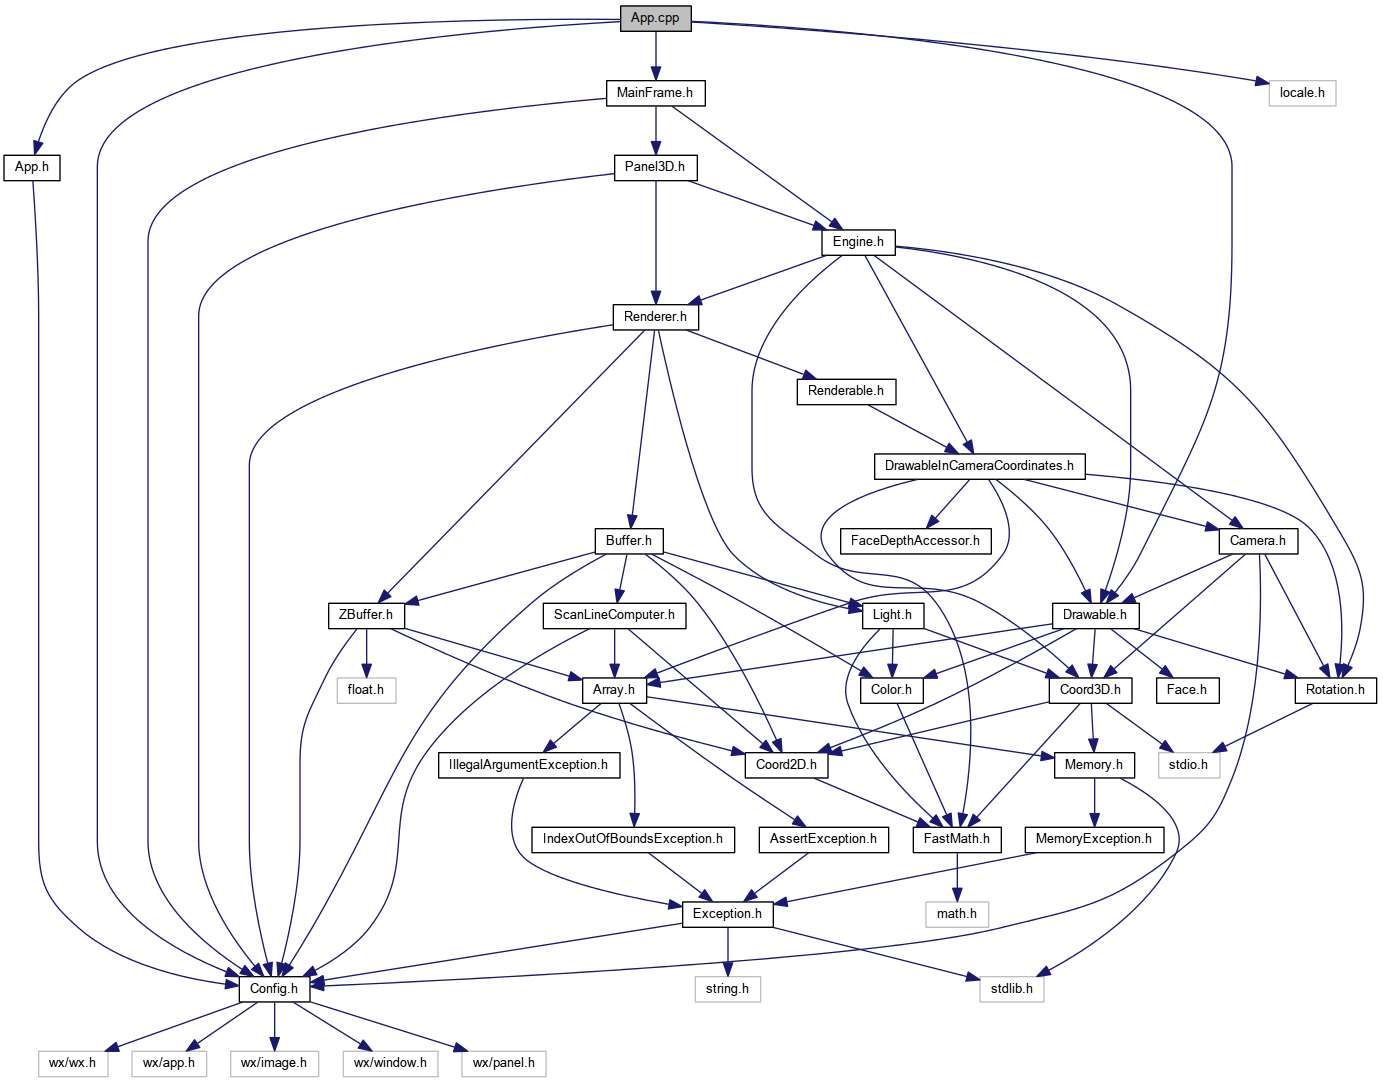 App.cpp
MainFrame.h
locale.h
App.h
Panel3D.h
Engine.h
Renderer.h
Renderable.h
DrawableInCameraCoordinates.h
Buffer.h
FaceDepthAccessor.h
Camera.h
ZBuffer.h
ScanLineComputer.h
Light.h
Drawable.h
float.h
Array.h
Color.h
Coord3D.h
Face.h
Rotation.h
IllegalArgumentException.h
Coord2D.h
Memory.h
stdio.h
IndexOutOfBoundsException.h
AssertException.h
FastMath.h
MemoryException.h
Exception.h
math.h
Config.h
string.h
stdlib.h
wx/wx.h
wx/app.h
wx/image.h
wx/window.h
wx/panel.h